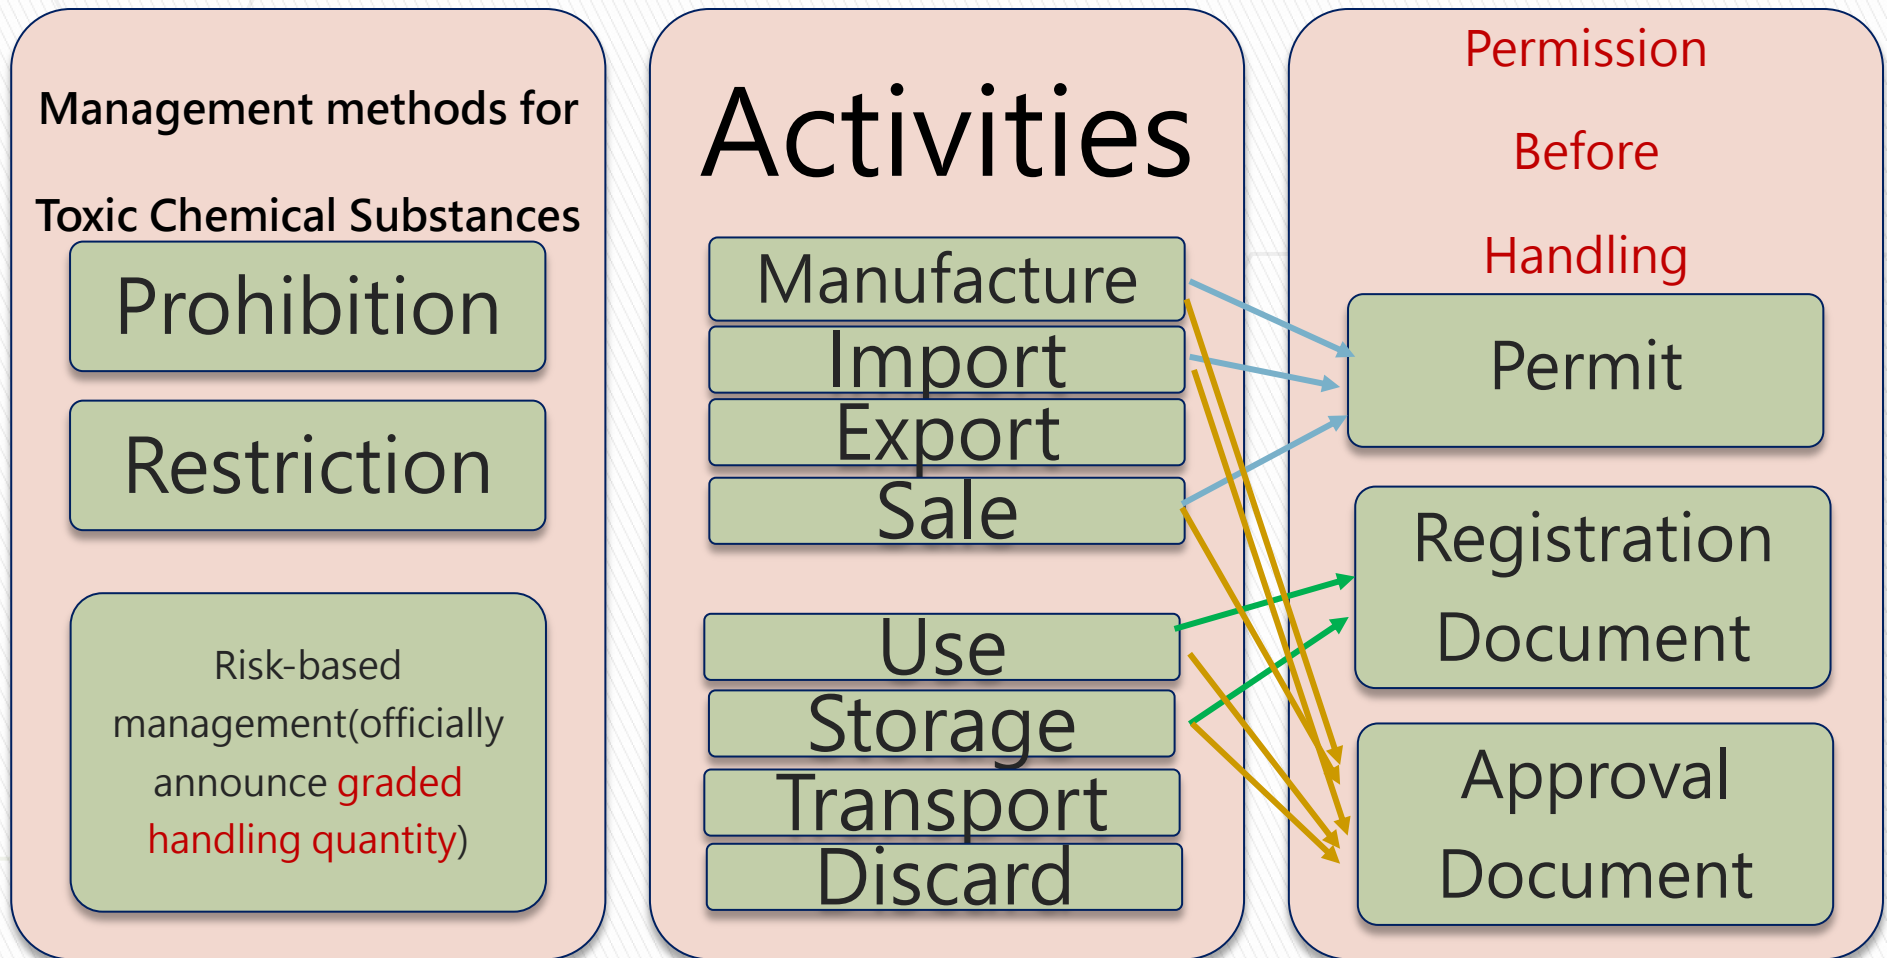 Management methods for
Toxic Chemical Substances
Prohibition
Restriction
Risk-based
management(officially
announce graded
handling quantity)
Activities
Manufacture
Import
Export
Sale
Use
Storage
Transport
Discard
Permission
Before
Handling
Permit
Registration
Document
Approval
Document